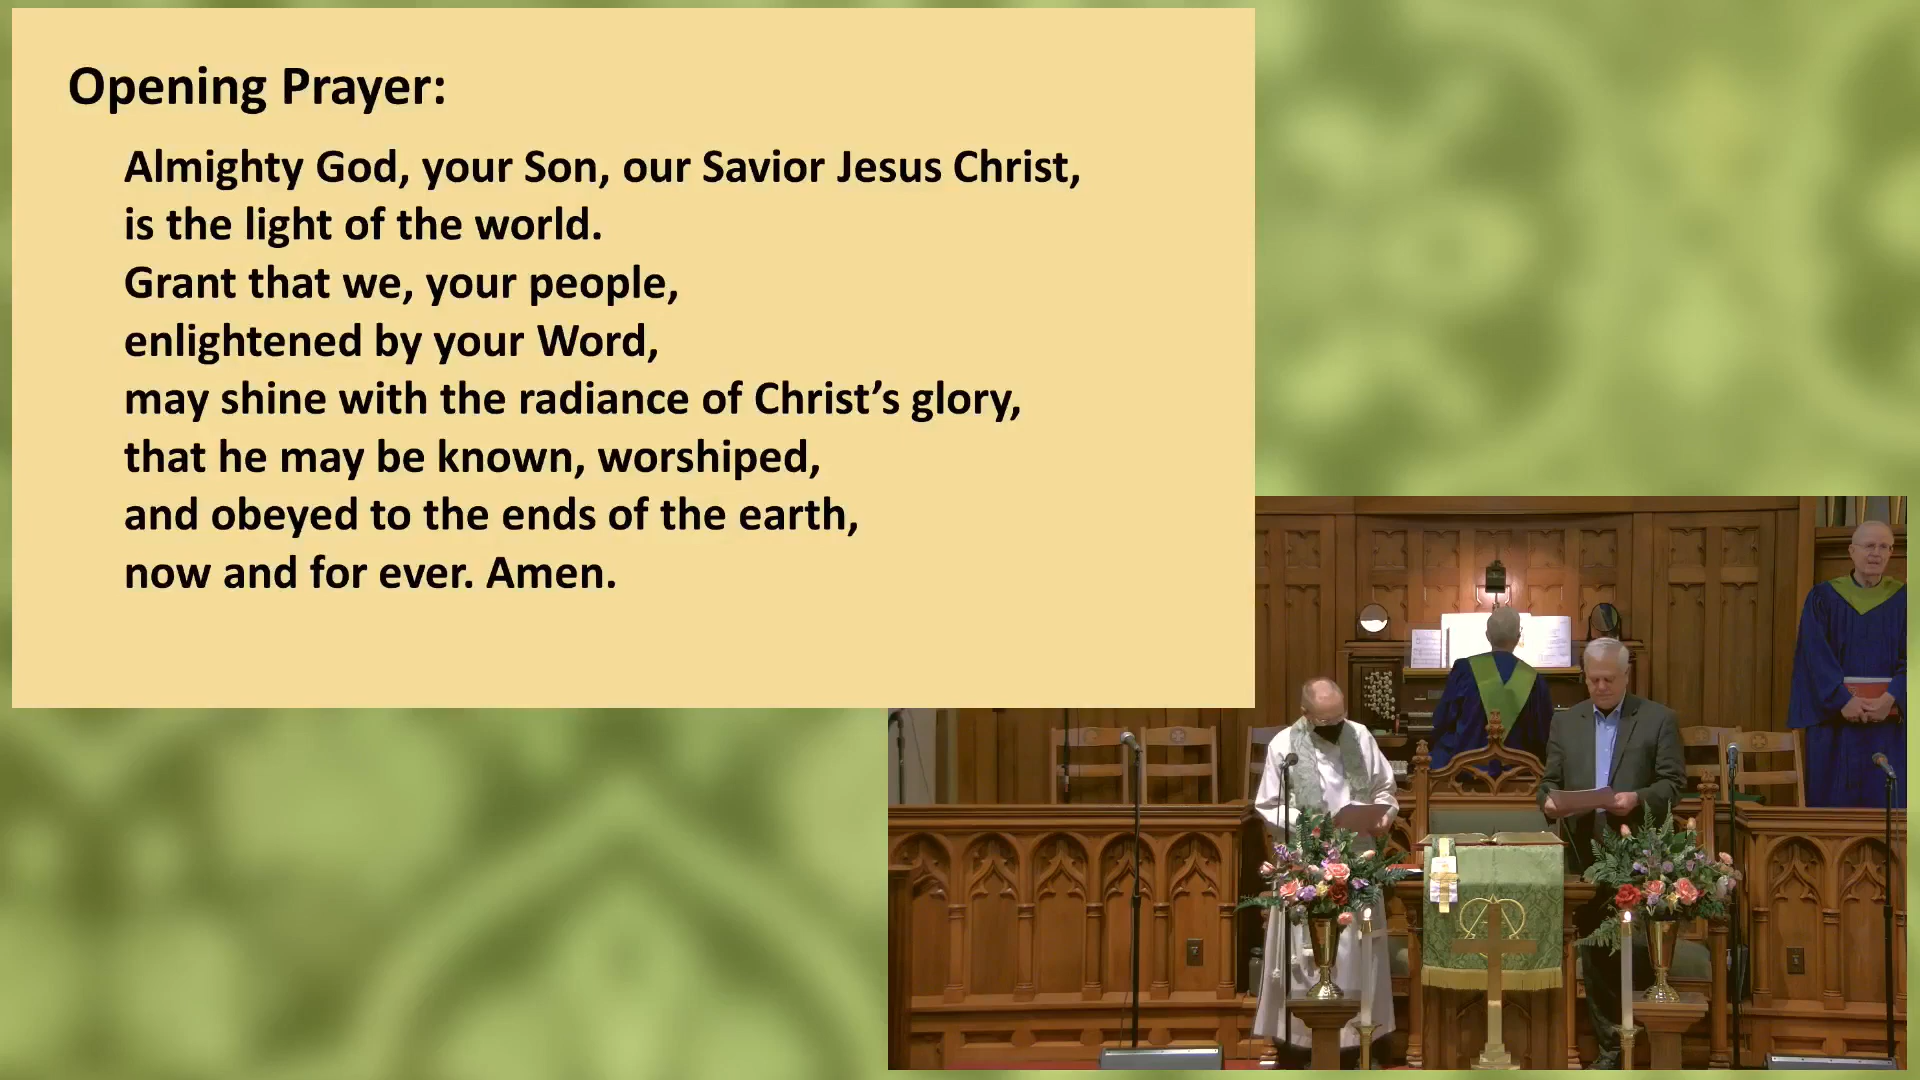 Opening Prayer:
Almighty God, your Son, our Savior Jesus Christ,
is the light of the world.
Grant that we, your people,
enlightened by your Word,
may shine with the radiance of Christ’s glory,
that he may be known, worshiped,
and obeyed to the ends of the earth,
now and for ever. Amen.